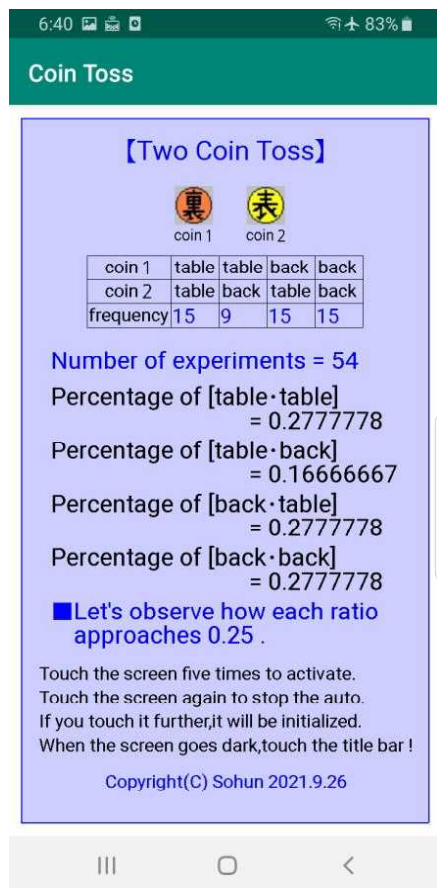 6:40 83%
Coin Toss
【Two Coin Toss】
裏 表
coin 1 coin 2
coin 1 table table back back
coin 2 table back table back
frequency 15 9 15 15
Number of experiments = 54
Percentage of [table・table]
= 0.2777778
Percentage of [table・back]
= 0.16666667
Percentage of [back・table]
= 0.2777778
Percentage of [back・back]
= 0.2777778
■Let's observe how each ratio
approaches 0.25 .
Touch the screen five times to activate.
Touch the screen again to stop the auto.
If you touch it further,it will be initialized.
When the screen goes dark,touch the title bar !
Copyright(C) Sohun 2021.9.26